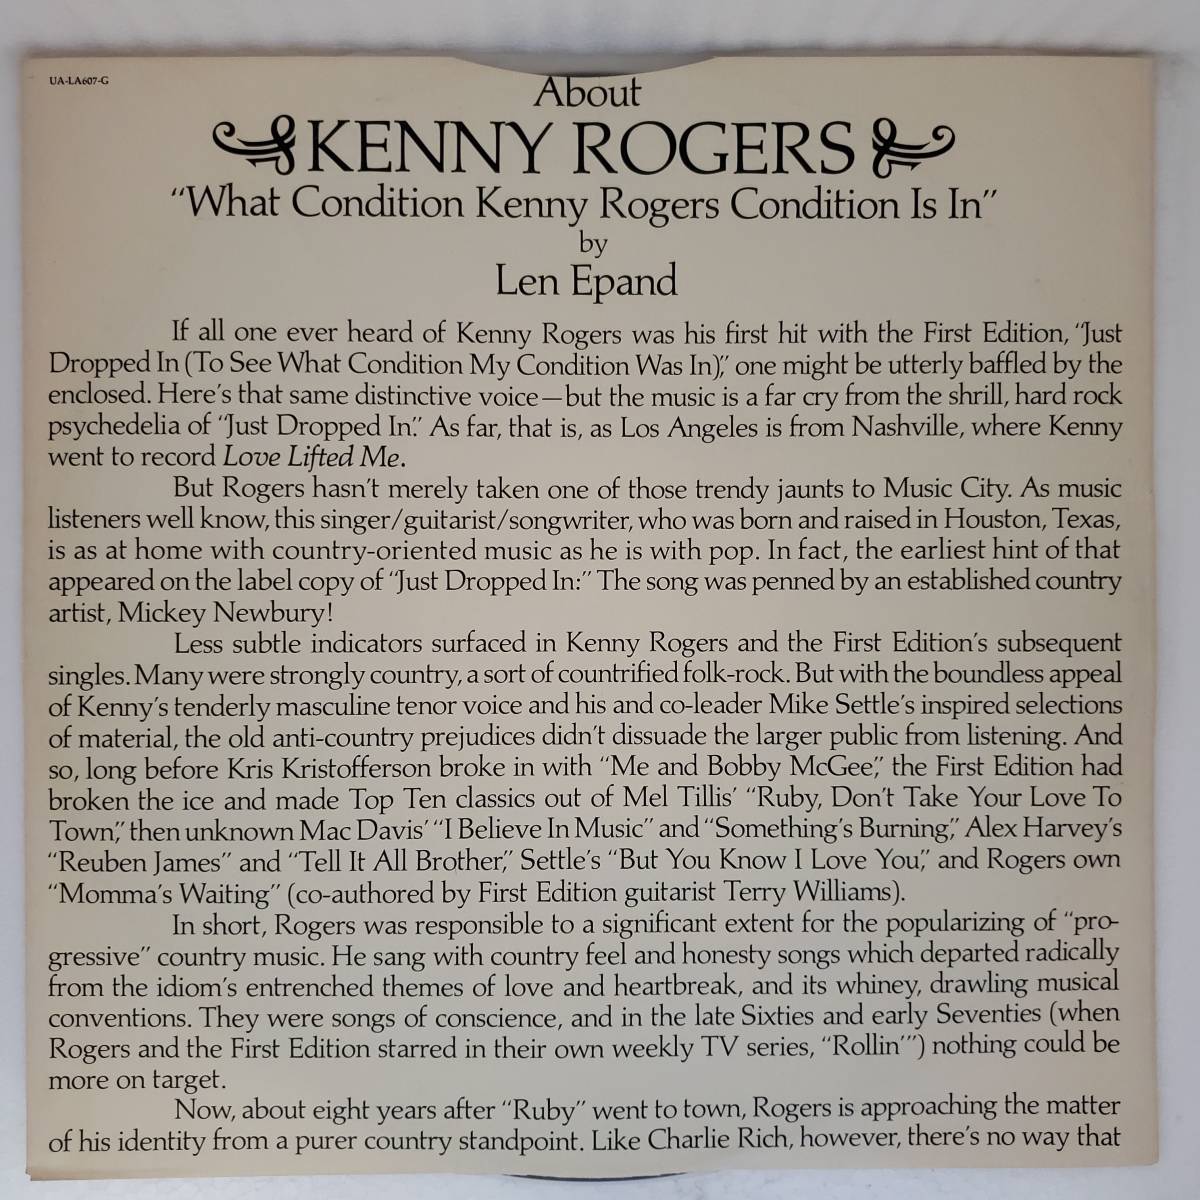 UA-LA607-G
About
KENNY ROGERS
“What Condition Kenny Rogers Condition Is In”
by
Len Epand
If all one ever heard of Kenny Rogers was his first hit with the First Edition, “Just
Dropped In (To See What Condition My Condition Was In),” one might be utterly baffled by the
enclosed. Here’s that same distinctive voice—but the music is a far cry from the shrill, hard rock
psychedelia of “Just Dropped In.” As far, that is, as Los Angeles is from Nashville, where Kenny
went to record Love Lifted Me.
But Rogers hasn’t merely taken one of those trendy jaunts to Music City. As music
listeners well know, this singer/guitarist/songwriter, who was born and raised in Houston, Texas,
is as at home with country-oriented music as he is with pop. In fact, the earliest hint of that
appeared on the label copy of “Just Dropped In:” The song was penned by an established country
artist, Mickey Newbury!
Less subtle indicators surfaced in Kenny Rogers and the First Edition’s subsequent
singles. Many were strongly country, a sort of countrified folk-rock. But with the boundless appeal
of Kenny’s tenderly masculine tenor voice and his and co-leader Mike Settle’s inspired selections
of material, the old anti-country prejudices didn’t dissuade the larger public from listening. And
so, long before Kris Kristofferson broke in with “Me and Bobby McGee,” the First Edition had
broken the ice and made Top Ten classics out of Mel Tillis’ “Ruby, Don’t Take Your Love To
Town,” then unknown Mac Davis’ “I Believe In Music” and “Something’s Burning,” Alex Harvey’s
“Reuben James” and “Tell It All Brother,” Settle’s “But You Know I Love You,” and Rogers own
“Momma’s Waiting” (co-authored by First Edition guitarist Terry Williams).
In short, Rogers was responsible to a significant extent for the popularizing of “pro-
gressive” country music. He sang with country feel and honesty songs which departed radically
from the idiom’s entrenched themes of love and heartbreak, and its whiney, drawling musical
conventions. They were songs of conscience, and in the late Sixties and early Seventies (when
Rogers and the First Edition starred in their own weekly TV series, “Rollin’”) nothing could be
more on target.
Now, about eight years after “Ruby” went to town, Rogers is approaching the matter
of his identity from a purer country standpoint. Like Charlie Rich, however, there’s no way that